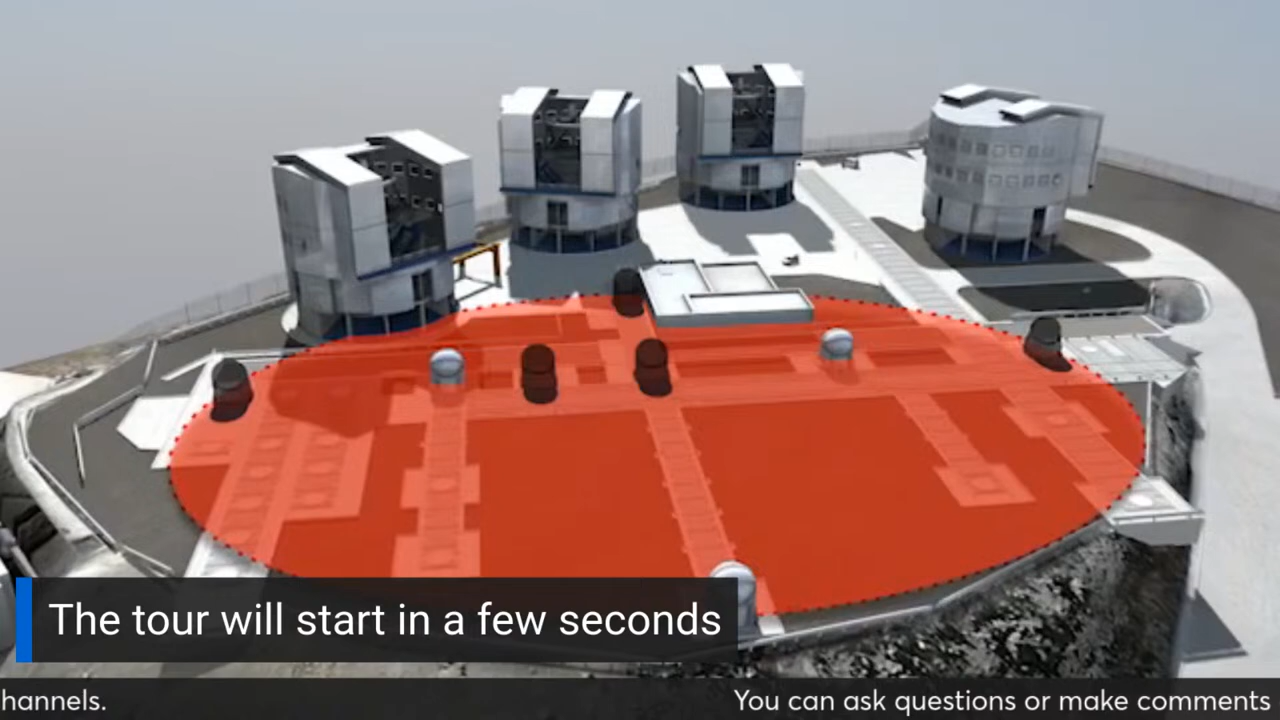 The tour will start in a few seconds
hannels.
You can ask questions or make comments